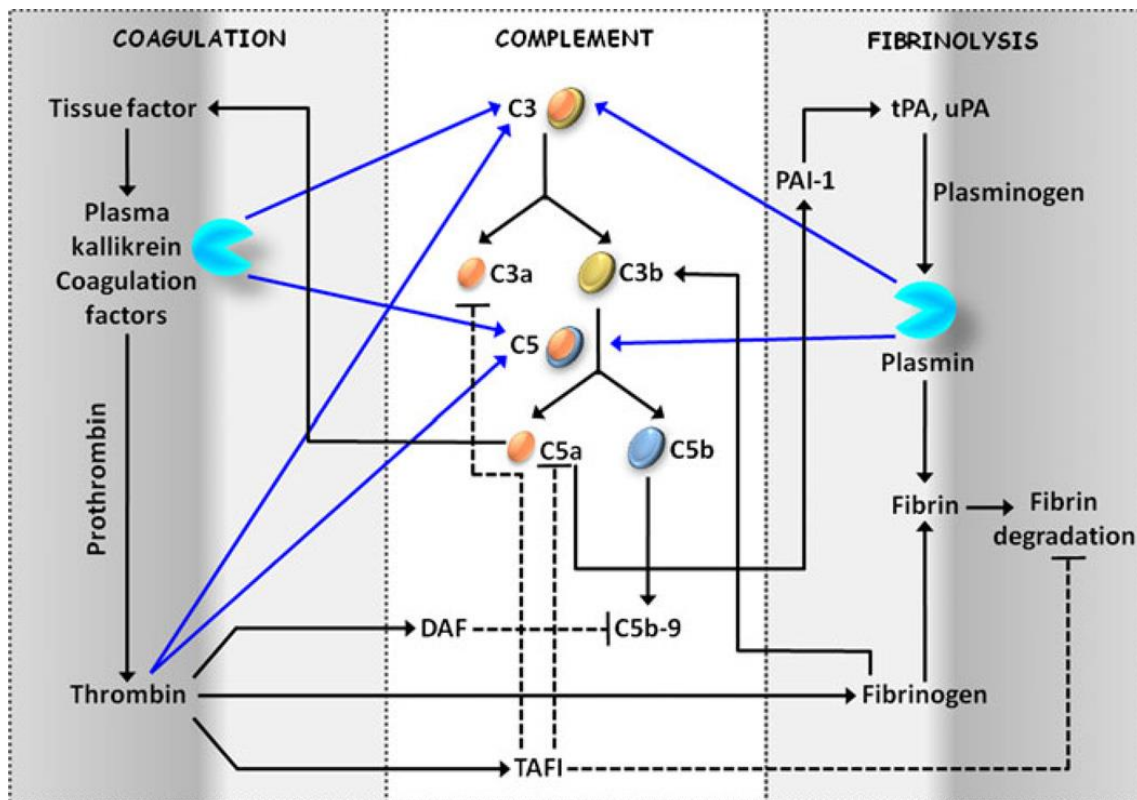 COAGULATION
COMPLEMENT
FIBRINOLYSIS
Tissue factor
C3
tPA, uPA
PAI-1
Plasminogen
Plasma
kallikrein
Coagulation
factors
C3a
C3b
C5
Plasmin
C5a
C5b
Prothrombin
Fibrin
Fibrin
degradation
DAF
C5b-9
Thrombin
Fibrinogen
TAFI